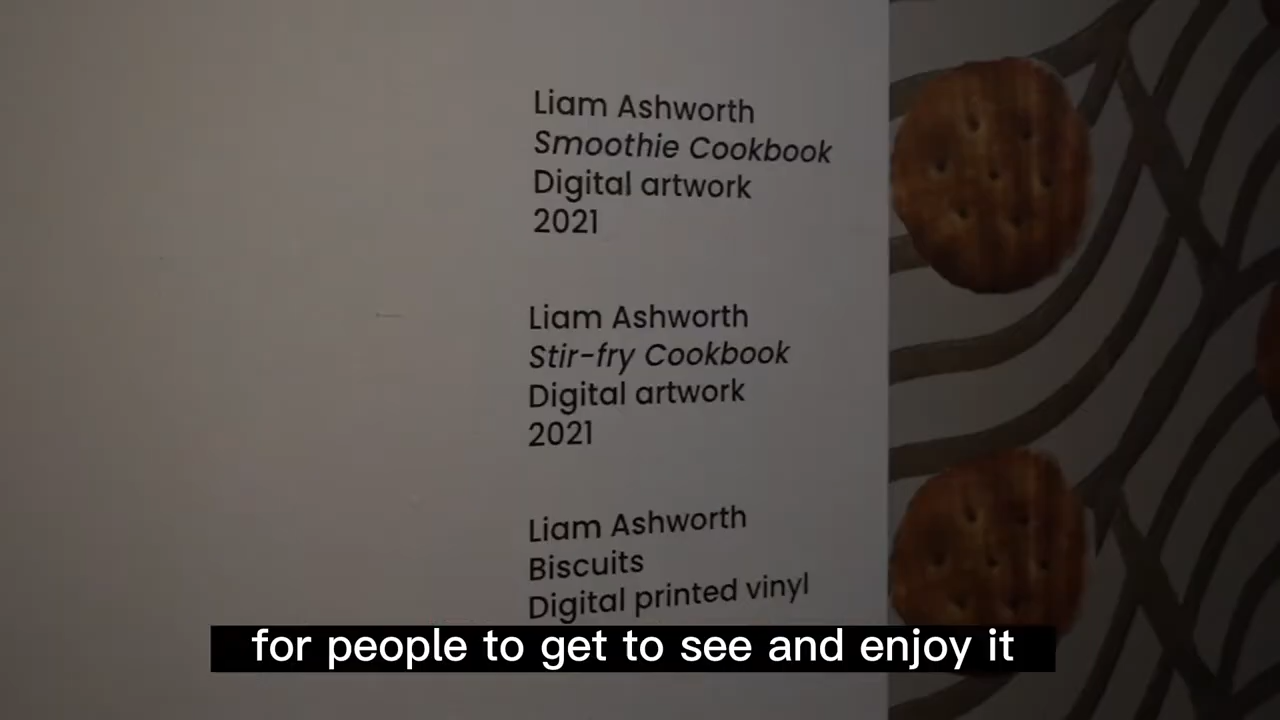 Liam Ashworth
Smoothie Cookbook
Digital artwork
2021
Liam Ashworth
Stir-fry Cookbook
Digital artwork
2021
Liam Ashworth
Biscuits
Digital printed vinyl
for people to get to see and enjoy it